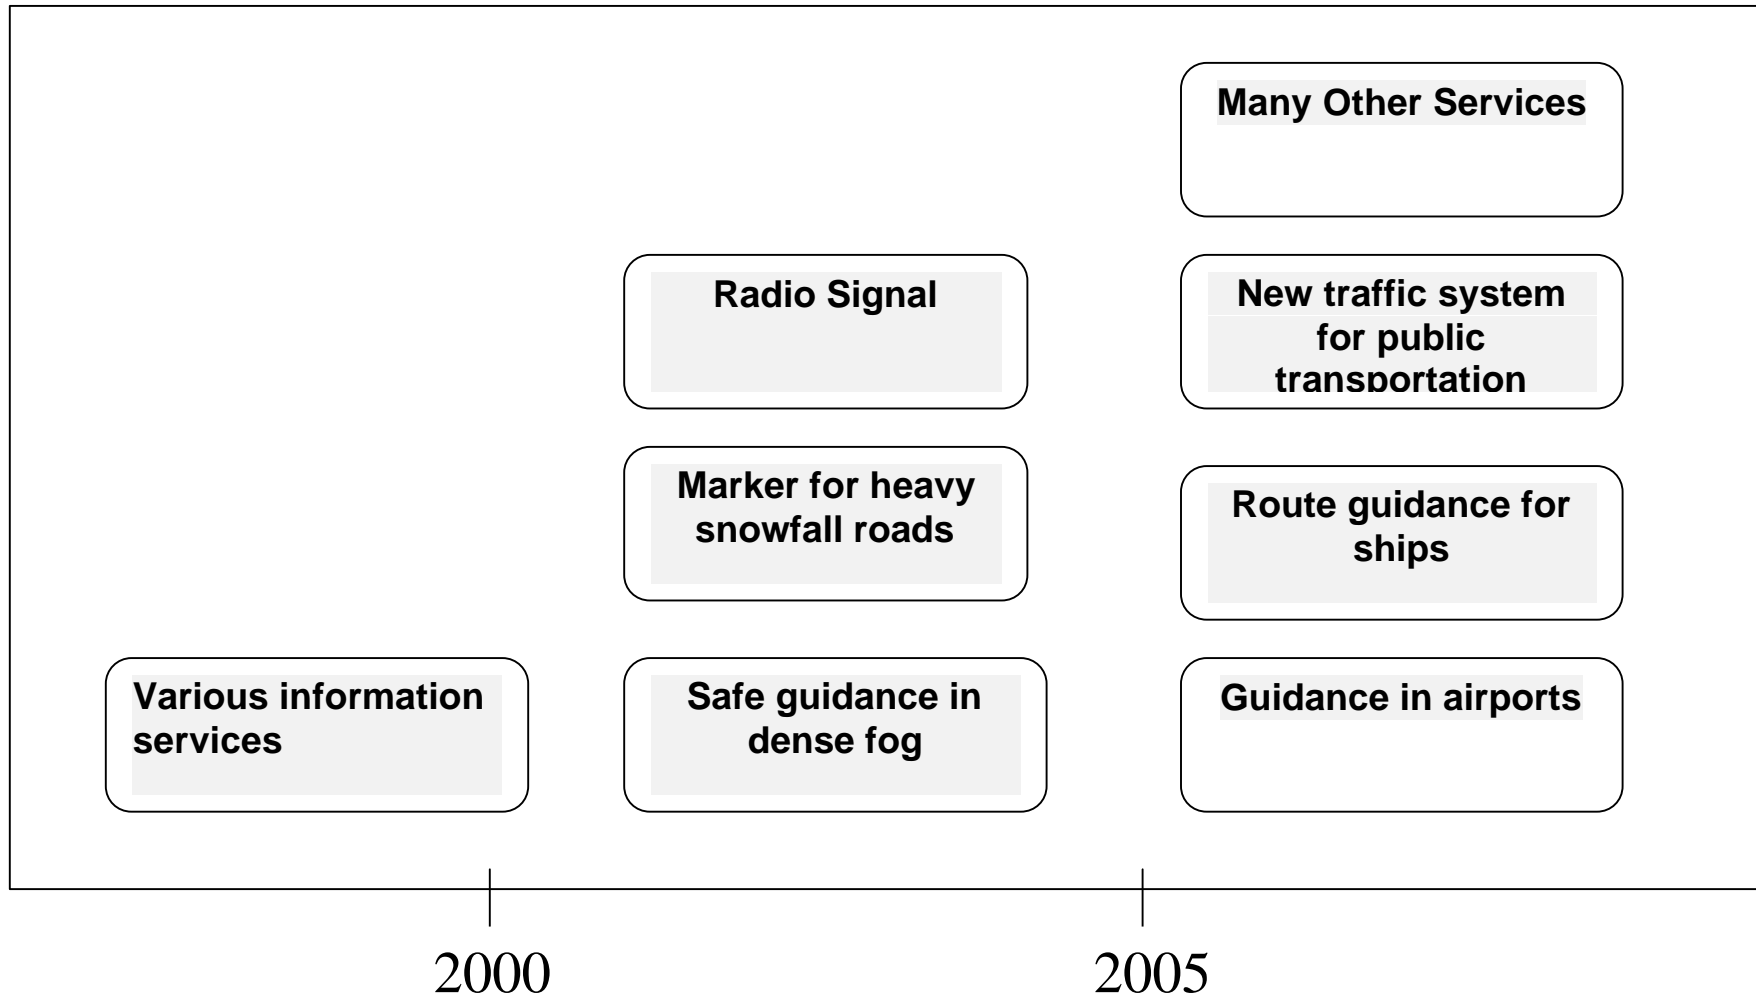 Many Other Services
Radio Signal
New traffic system
for public
transportation
Marker for heavy
snowfall roads
Route guidance for
ships
Various information
services
Safe guidance in
dense fog
Guidance in airports
2000
2005